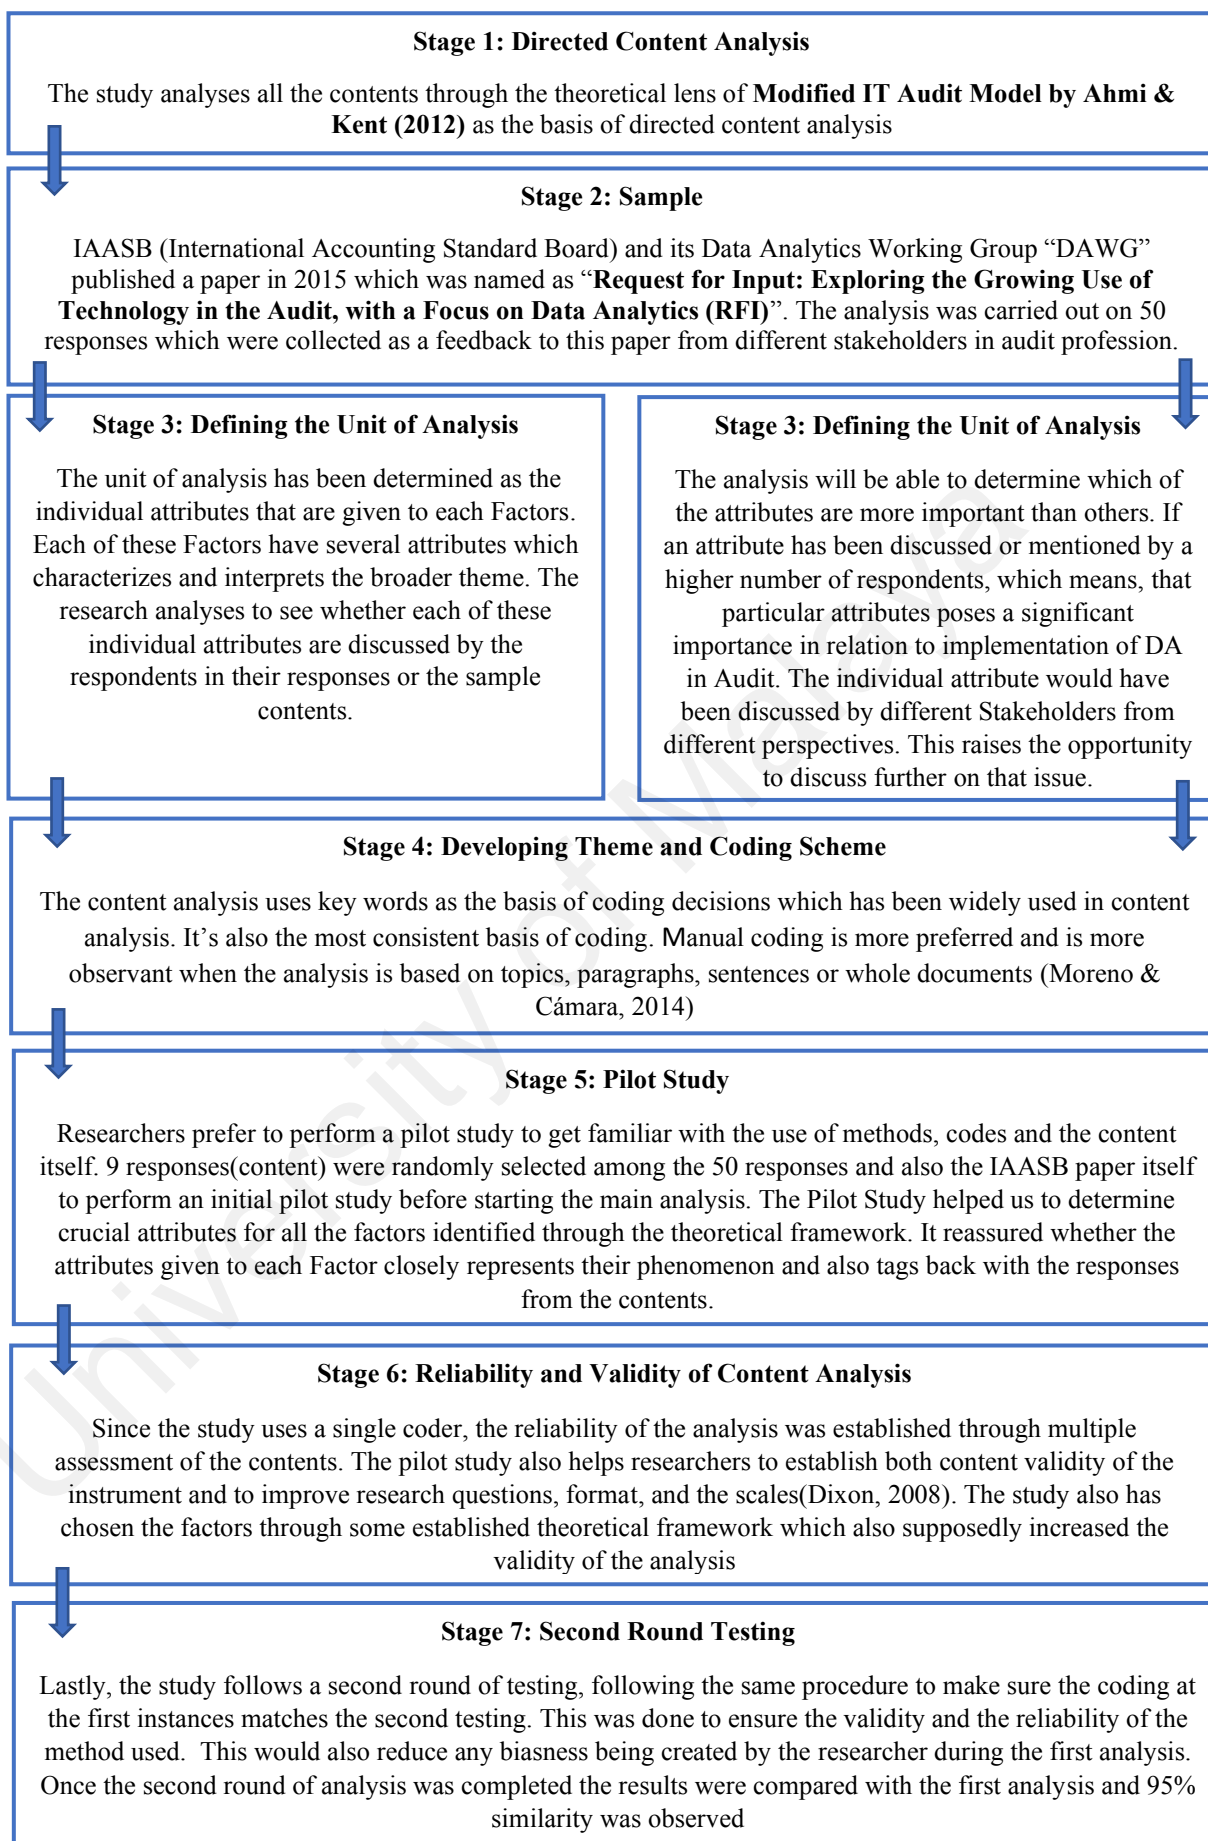 Stage 1: Directed Content Analysis
The study analyses all the contents through the theoretical lens of Modified IT Audit Model by Ahmi &
Kent (2012) as the basis of directed content analysis
Stage 2: Sample
IAASB (International Accounting Standard Board) and its Data Analytics Working Group “DAWG”
published a paper in 2015 which was named as “Request for Input: Exploring the Growing Use of
Technology in the Audit, with a Focus on Data Analytics (RFI)”. The analysis was carried out on 50
responses which were collected as a feedback to this paper from different stakeholders in audit profession.
Stage 3: Defining the Unit of Analysis
The unit of analysis has been determined as the
individual attributes that are given to each Factors.
Each of these Factors have several attributes which
characterizes and interprets the broader theme. The
research analyses to see whether each of these
individual attributes are discussed by the
respondents in their responses or the sample
contents.
Stage 3: Defining the Unit of Analysis
The analysis will be able to determine which of
the attributes are more important than others. If
an attribute has been discussed or mentioned by a
higher number of respondents, which means, that
particular attributes poses a significant
importance in relation to implementation of DA
in Audit. The individual attribute would have
been discussed by different Stakeholders from
different perspectives. This raises the opportunity
to discuss further on that issue.
Stage 4: Developing Theme and Coding Scheme
The content analysis uses key words as the basis of coding decisions which has been widely used in content
analysis. It’s also the most consistent basis of coding. Manual coding is more preferred and is more
observant when the analysis is based on topics, paragraphs, sentences or whole documents (Moreno &
Cámara, 2014)
Stage 5: Pilot Study
Researchers prefer to perform a pilot study to get familiar with the use of methods, codes and the content
itself. 9 responses(content) were randomly selected among the 50 responses and also the IAASB paper itself
to perform an initial pilot study before starting the main analysis. The Pilot Study helped us to determine
crucial attributes for all the factors identified through the theoretical framework. It reassured whether the
attributes given to each Factor closely represents their phenomenon and also tags back with the responses
from the contents.
Stage 6: Reliability and Validity of Content Analysis
Since the study uses a single coder, the reliability of the analysis was established through multiple
assessment of the contents. The pilot study also helps researchers to establish both content validity of the
instrument and to improve research questions, format, and the scales(Dixon, 2008). The study also has
chosen the factors through some established theoretical framework which also supposedly increased the
validity of the analysis
Stage 7: Second Round Testing
Lastly, the study follows a second round of testing, following the same procedure to make sure the coding at
the first instances matches the second testing. This was done to ensure the validity and the reliability of the
method used.  This would also reduce any biasness being created by the researcher during the first analysis.
Once the second round of analysis was completed the results were compared with the first analysis and 95%
similarity was observed
University of Malaya